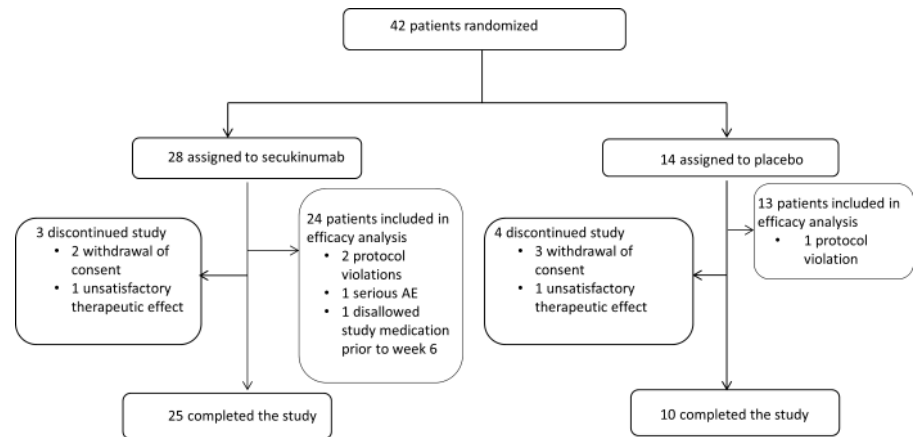 42 patients randomized
28 assigned to secukinumab
14 assigned to placebo
3 discontinued study
• 2 withdrawal of
consent
• 1 unsatisfactory
therapeutic effect
24 patients included in
efficacy analysis
• 2 protocol
violations
• 1 serious AE
• 1 disallowed
study medication
prior to week 6
4 discontinued study
• 3 withdrawal of
consent
• 1 unsatisfactory
therapeutic effect
13 patients included in
efficacy analysis
• 1 protocol
violation
25 completed the study
10 completed the study